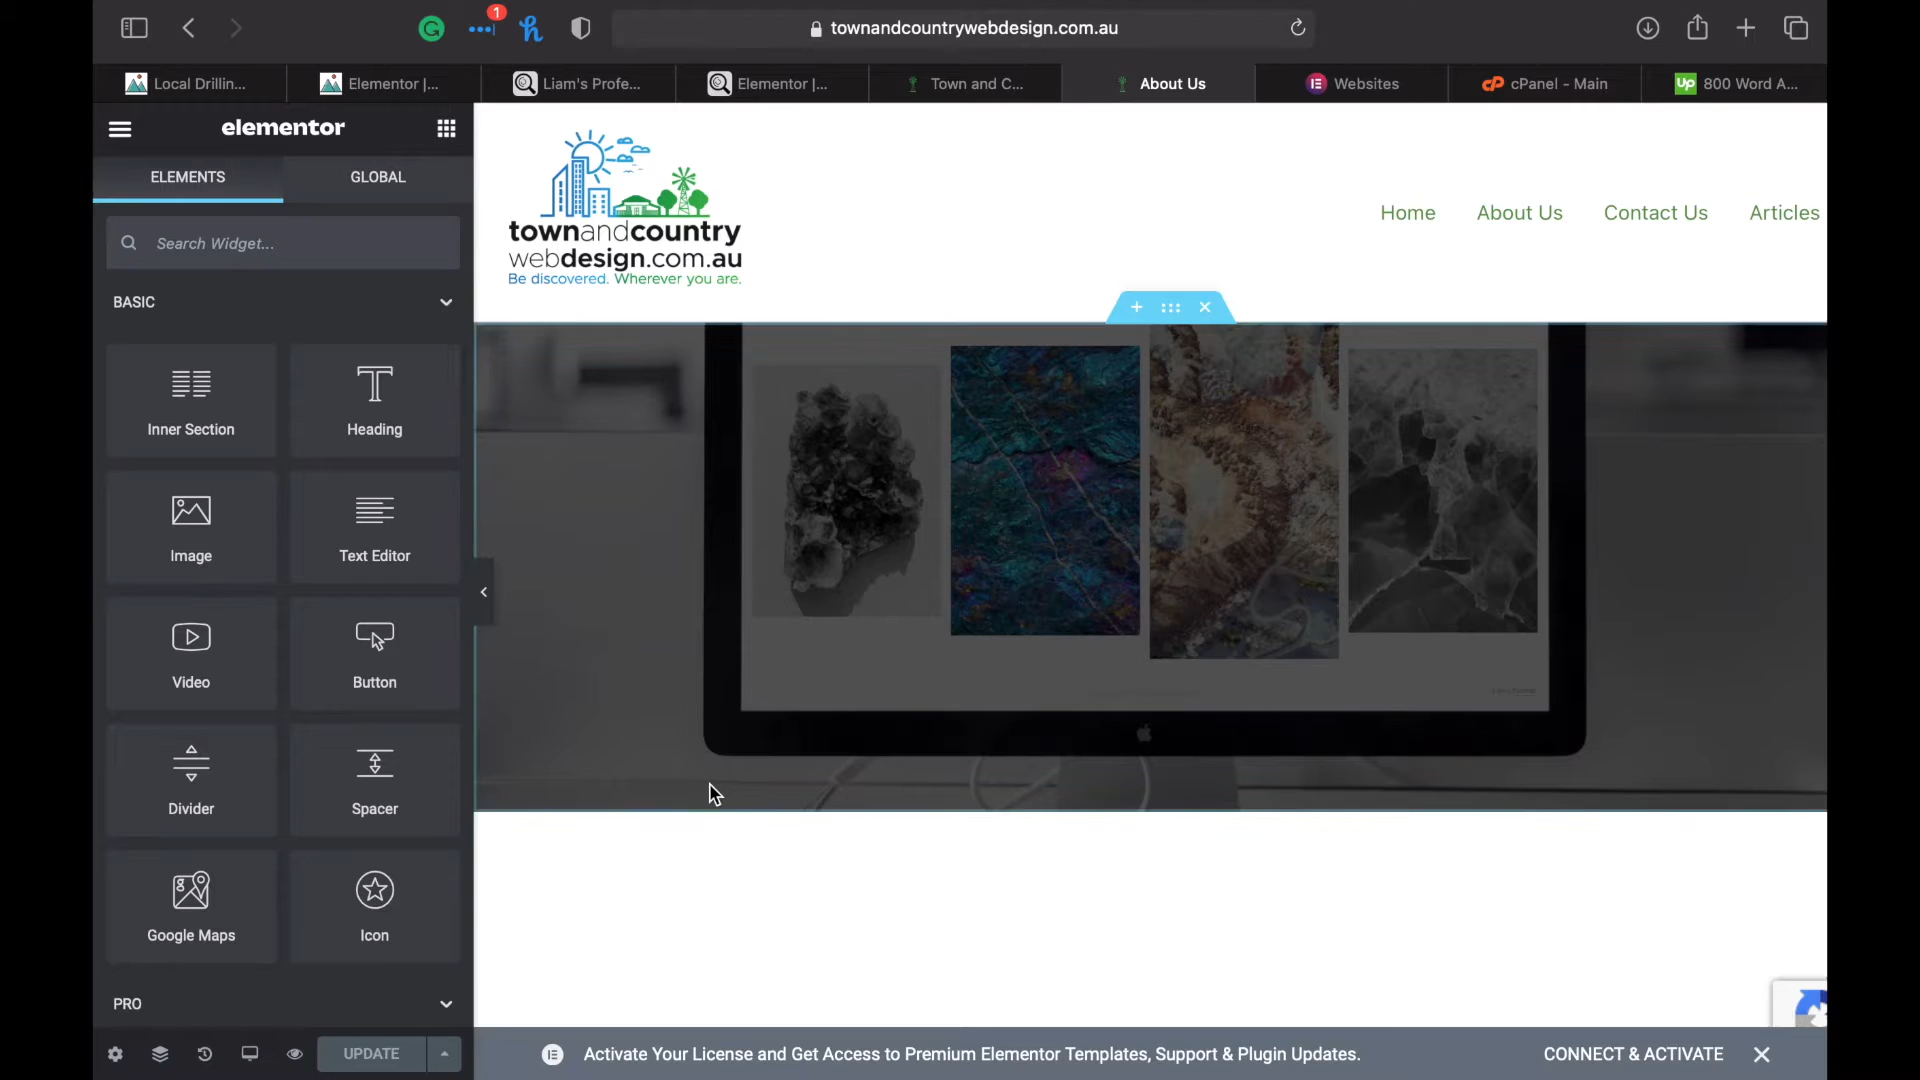 1
townandcountrywebdesign.com.au
Local Drillin...
Elementor |...
Liam's Profe...
Elementor |...
Town and C...
About Us
Websites
cPanel - Main
Up 800 Word A...
elementor
ELEMENTS
GLOBAL
Search Widget...
BASIC
Inner Section
Heading
Image
Text Editor
Video
Button
Divider
Spacer
Google Maps
Icon
PRO
UPDATE
townandcountry
webdesign.com.au
Be discovered. Wherever you are.
Home
About Us
Contact Us
Articles
Activate Your License and Get Access to Premium Elementor Templates, Support & Plugin Updates.
CONNECT & ACTIVATE